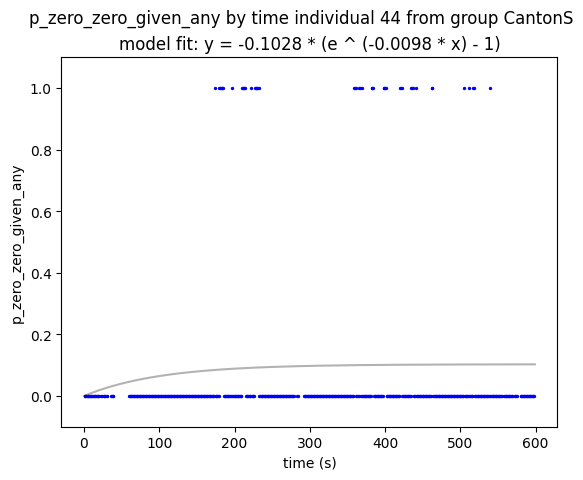 p_zero_zero_given_any by time individual 44 from group CantonS
model fit: y = -0.1028 * (e ^ (-0.0098 * x) - 1)
p_zero_zero_given_any
1.0
0.8
0.6
0.4
0.2
0.0
0 100 200 300 400 500 600
time (s)